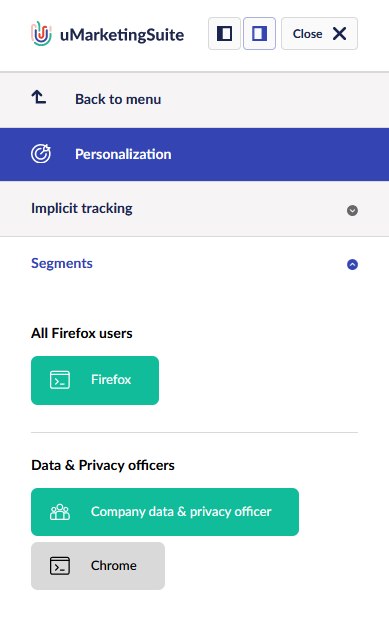 uMarketingSuite
Close
Back to menu
Personalization
Implicit tracking
Segments
All Firefox users
Firefox
Data & Privacy officers
Company data & privacy officer
Chrome